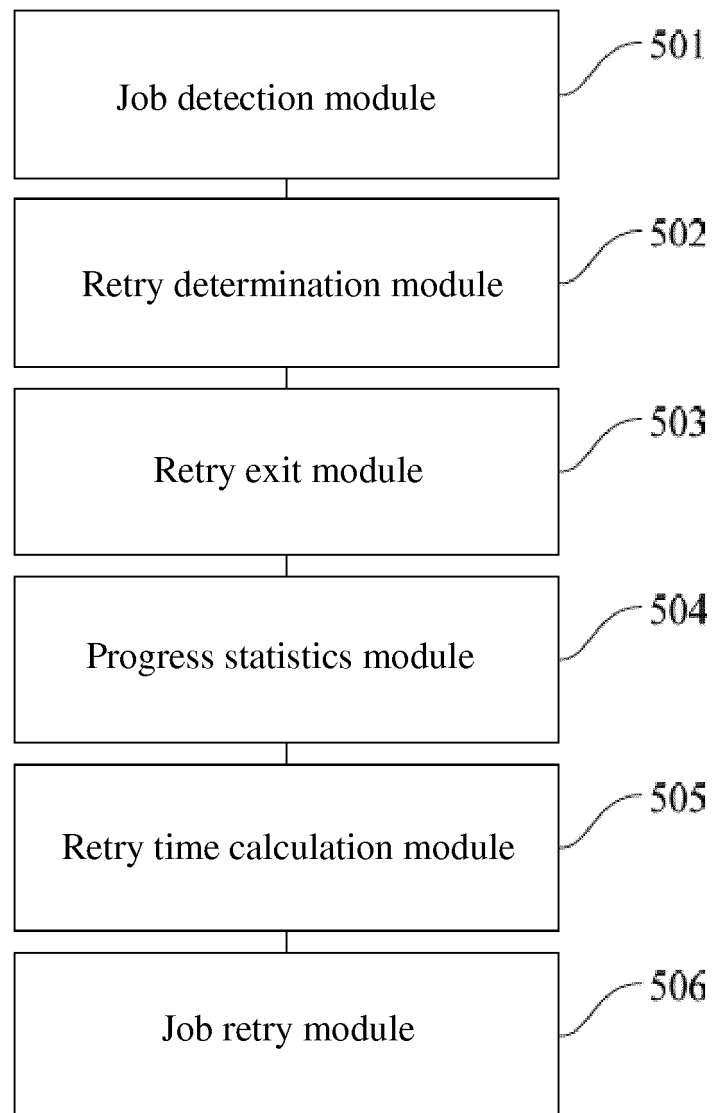 Job detection module
501
Retry determination module
502
Retry exit module
503
Progress statistics module
504
Retry time calculation module
505
Job retry module
506